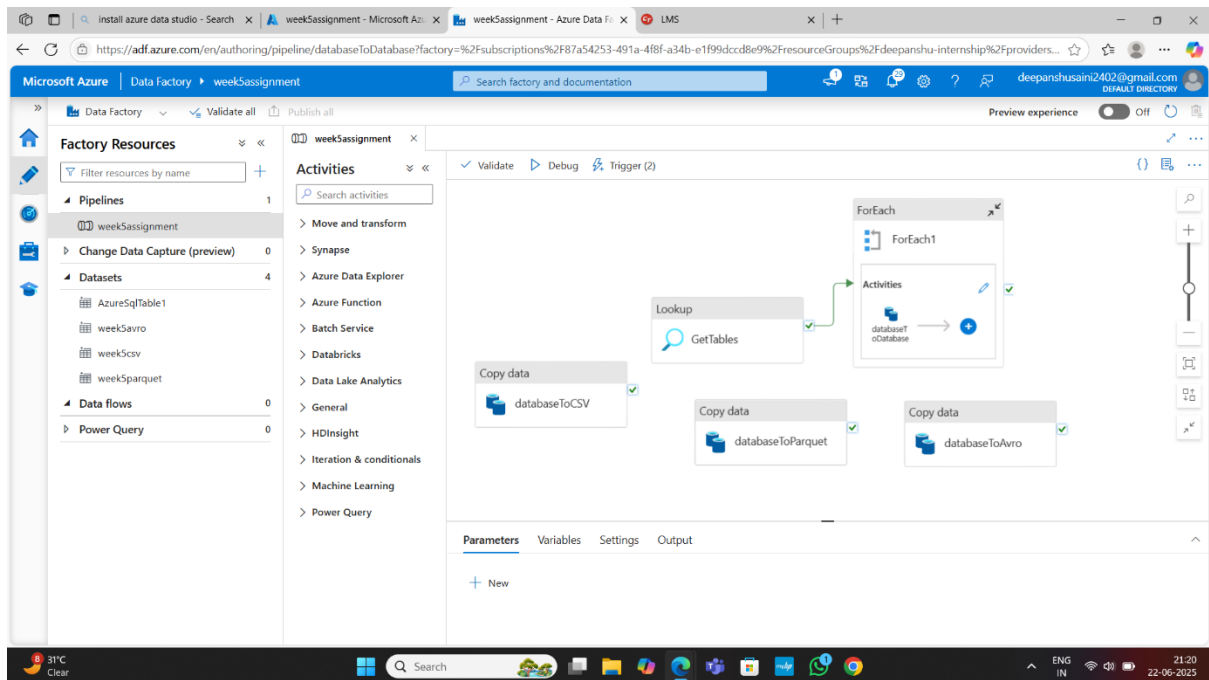 install azure data studio - Search
week5assignment - Microsoft Azu
week5assignment - Azure Data Fa
LMS
https://adf.azure.com/en/authoring/pipeline/databaseToDatabase?factory=%2Fsubscriptions%2F87a54253-491a-4f8f-a34b-e1f99dccd8e9%2FresourceGroups%2Fdeepanshu-internship%2Fproviders...
Microsoft Azure
Data Factory
week5assignment
Search factory and documentation
1
29
deepanshusaini2402@gmail.com
DEFAULT DIRECTORY
Data Factory
Validate all
Publish all
Preview experience
Off
Factory Resources
Filter resources by name
Pipelines 1
week5assignment
Change Data Capture (preview) 0
Datasets 4
AzureSqlTable1
week5avro
week5csv
week5parquet
Data flows 0
Power Query 0
week5assignment
Activities
Search activities
Move and transform
Synapse
Azure Data Explorer
Azure Function
Batch Service
Databricks
Data Lake Analytics
General
HDInsight
Iteration & conditionals
Machine Learning
Power Query
Validate
Debug
Trigger (2)
ForEach
ForEach1
Activities
databaseT
oDatabase
Lookup
GetTables
Copy data
databaseToCSV
Copy data
databaseToParquet
Copy data
databaseToAvro
Parameters
Variables
Settings
Output
New
8
31°C
Clear
Search
ENG
IN
21:20
22-06-2025